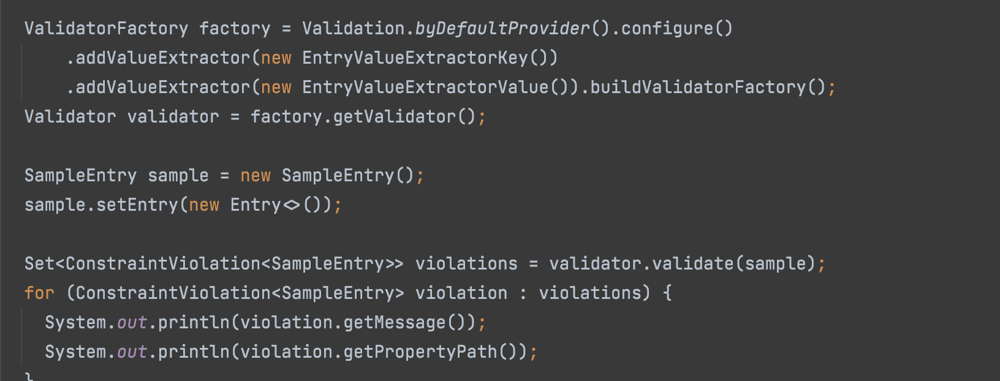 ValidatorFactory factory = Validation.byDefaultProvider().configure()
.addValueExtractor(new EntryValueExtractorKey())
.addValueExtractor(new EntryValueExtractorValue()).buildValidatorFactory();
Validator validator = factory.getValidator();
SampleEntry sample = new SampleEntry();
sample.setEntry(new Entry<>());
Set<ConstraintViolation<SampleEntry>> violations = validator.validate(sample);
for (ConstraintViolation<SampleEntry> violation : violations) {
System.out.println(violation.getMessage());
System.out.println(violation.getPropertyPath());
}